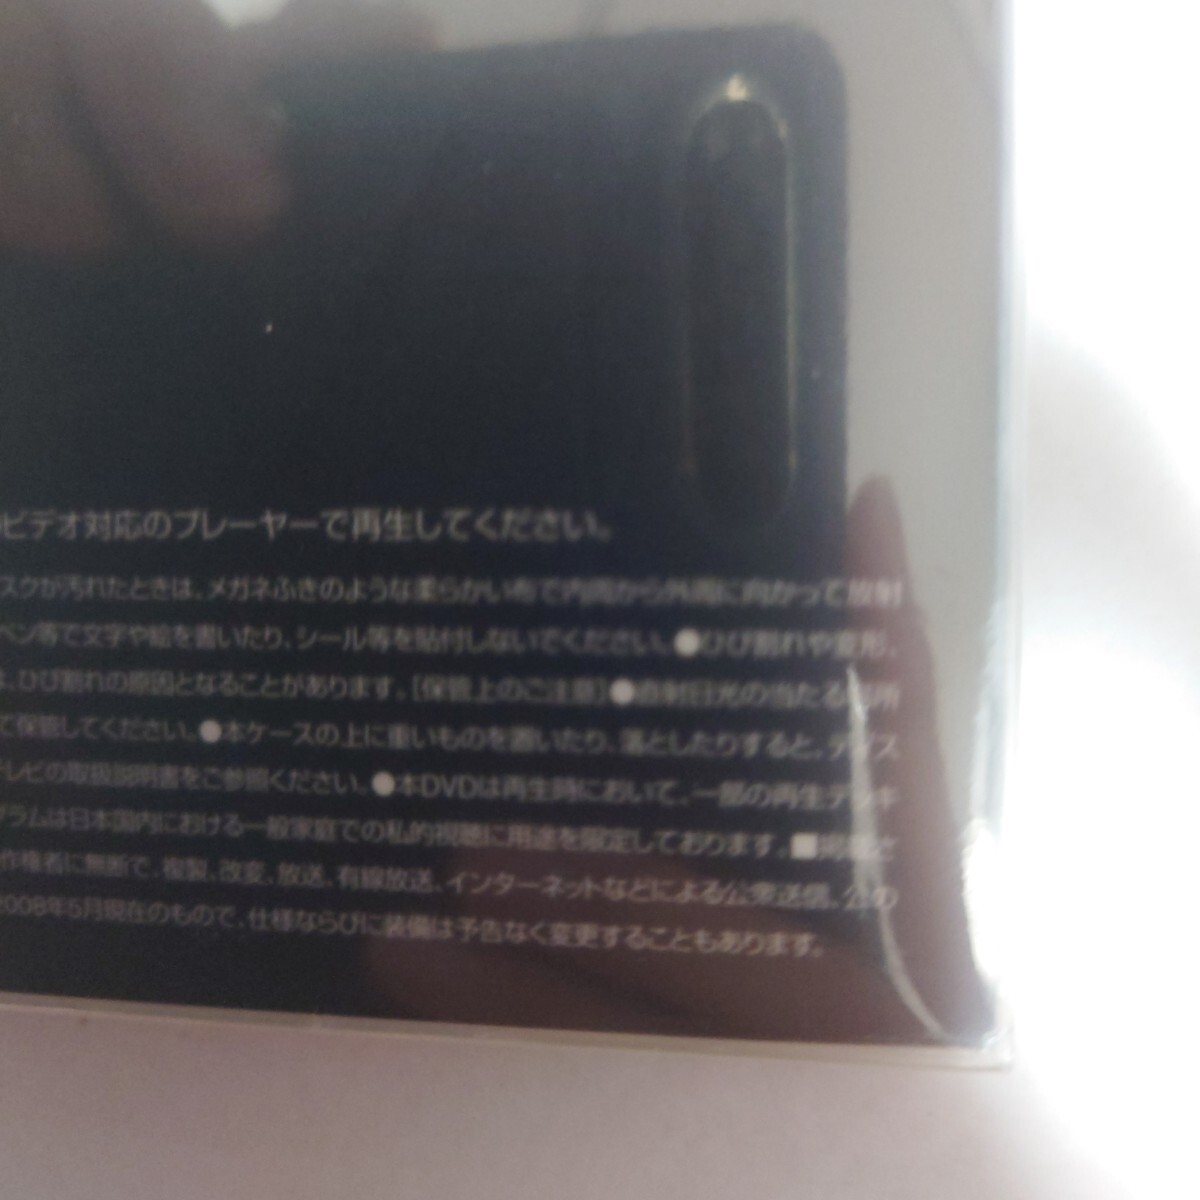 ビデオ対応のプレーヤーで再生してください。
スクが汚れたときは、メガネふきのような柔らかい布で内周から外周に向かって放射
ペン等で文字や絵を書いたり、シール等を貼付しないでください。●ひび割れや変形、
は、ひび割れの原因となることがあります。[保管上のご注意]●直射日光の当たる場所
て保管してください。●本ケースの上に重いものを置いたり、落としたりすると、ディス
テレビの取扱説明書をご参照ください。●本DVDは再生時において、一部の再生デッキ
グラムは日本国内における一般家庭での私的視聴に用途を限定しております。■
作権者に無断で、複製、改変、放送、有線放送、インターネットなどによる公衆送信、公の
2008年5月現在のもので、仕様ならびに装備は予告なく変更することもあります。